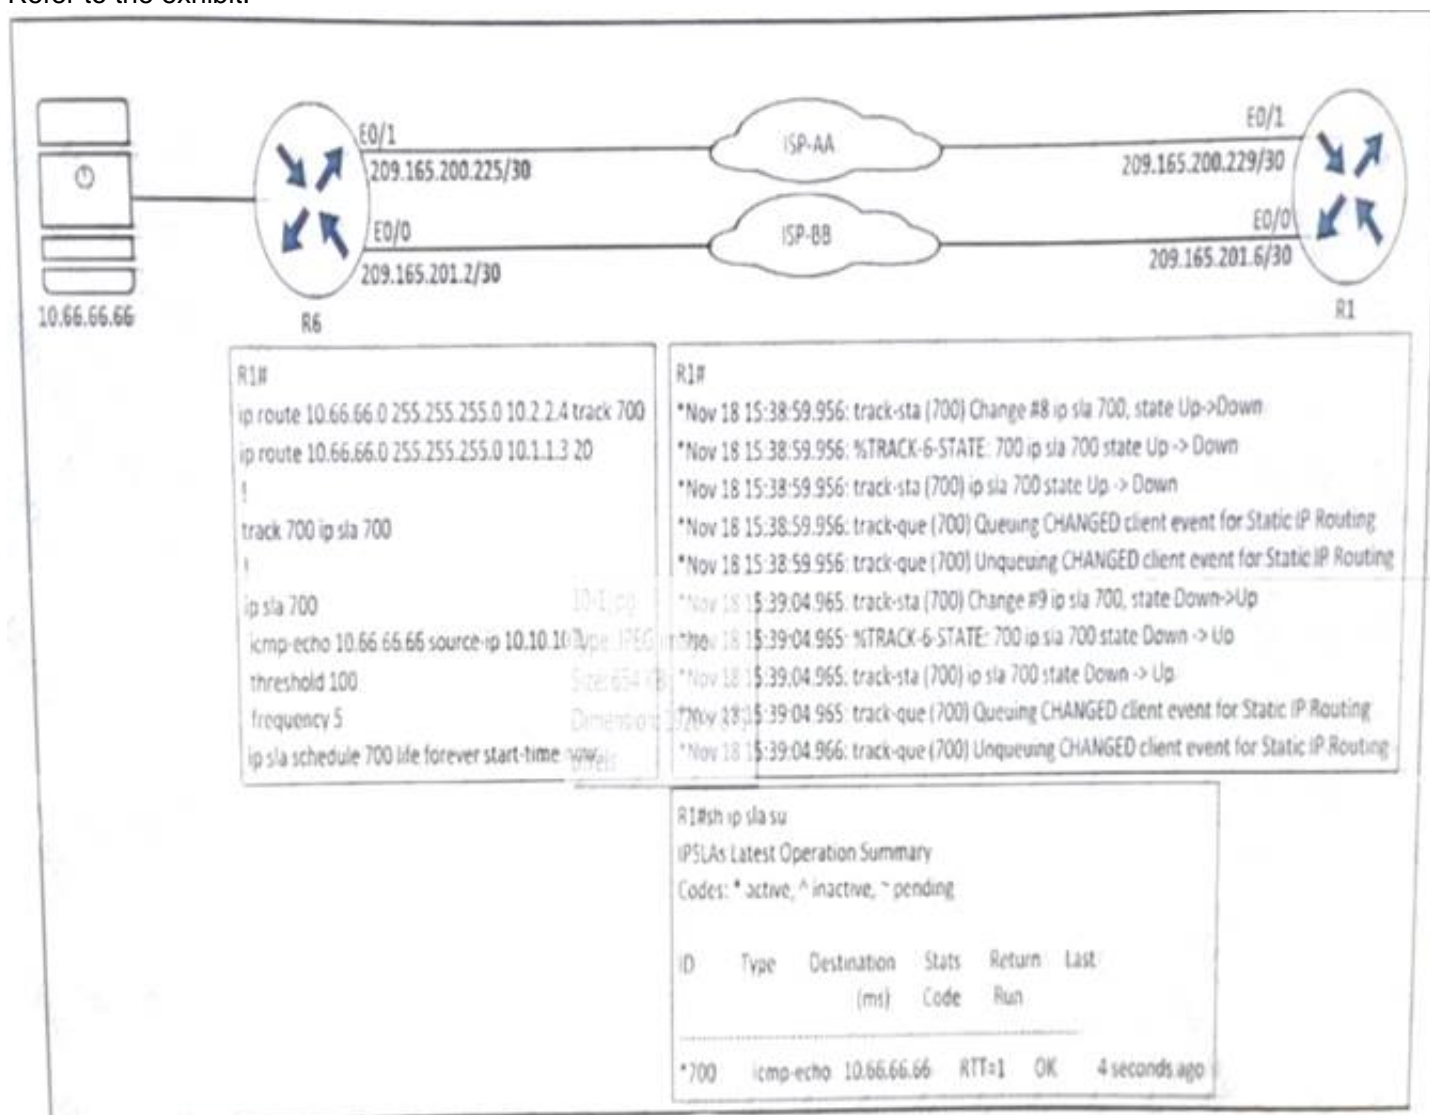 Refer to the exhibit.
E0/1
209.165.200.225/30
E0/0
209.165.201.2/30
ISP-AA
ISP-BB
E0/1
209.165.200.229/30
E0/0
209.165.201.6/30
10.66.66.66
R6
R1
R1#
ip route 10.66.66.0 255.255.255.0 10.2.2.4 track 700
ip route 10.66.66.0 255.255.255.0 10.1.1.3 20
!
track 700 ip sla 700
!
ip sla 700
icmp-echo 10.66.66.66 source-ip 10.10.10
threshold 100
frequency 5
ip sla schedule 700 life forever start-time now
R1#
*Nov 18 15:38:59.956: track-sta (700) Change #8 ip sla 700, state Up->Down
*Nov 18 15:38:59.956: %TRACK-6-STATE: 700 ip sla 700 state Up -> Down
*Nov 18 15:38:59.956: track-sta (700) ip sla 700 state Up -> Down
*Nov 18 15:38:59.956: track-que (700) Queuing CHANGED client event for Static IP Routing
*Nov 18 15:38:59.956: track-que (700) Unqueuing CHANGED client event for Static IP Routing
*Nov 18 15:39:04.965: track-sta (700) Change #9 ip sla 700, state Down->Up
*Nov 18 15:39:04.965: %TRACK-6-STATE: 700 ip sla 700 state Down -> Up
*Nov 18 15:39:04.965: track-sta (700) ip sla 700 state Down -> Up
*Nov 18 15:39:04.965: track-que (700) Queuing CHANGED client event for Static IP Routing
*Nov 18 15:39:04.966: track-que (700) Unqueuing CHANGED client event for Static IP Routing
R1#sh ip sla su
IPSLAs Latest Operation Summary
Codes: * active, ^ inactive, ~ pending
ID Type Destination Stats Return Last
(ms) Code Run
*700 icmp-echo 10.66.66.66 RTT=1 OK 4 seconds ago